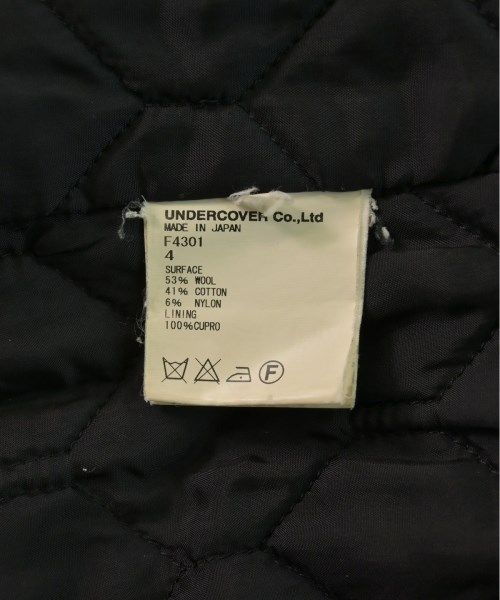 UNDERCOVER Co.,Ltd
MADE IN JAPAN
F4301
4
SURFACE
53% WOOL
41% COTTON
6% NYLON
LINING
100%CUPRO
F